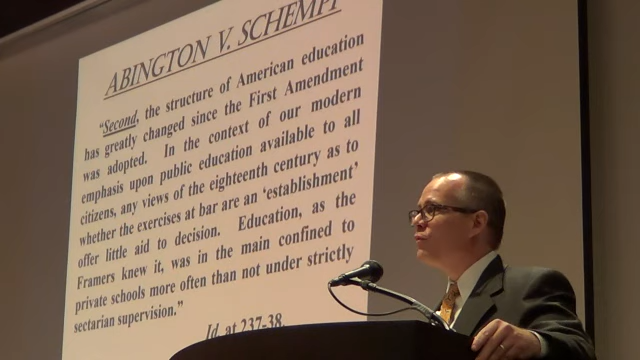 ABINGTON V. SCHEMPP
“Second, the structure of American education
has greatly changed since the First Amendment
was adopted. In the context of our modern
emphasis upon public education available to all
citizens, any views of the eighteenth century as to
whether the exercises at bar are an ‘establishment’
offer little aid to decision. Education, as the
Framers knew it, was in the main confined to
private schools more often than not under strictly
sectarian supervision.”
Id. at 237-38.